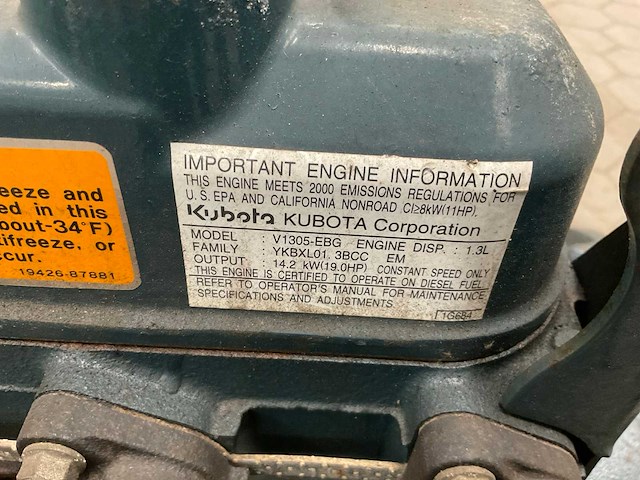 eeze and
ed in this
bout-34°F)
tifreeze, or
ccur.
19426-87881
IMPORTANT ENGINE INFORMATION
THIS ENGINE MEETS 2000 EMISSIONS REGULATIONS FOR
U.S. EPA AND CALIFORNIA NONROAD CI≥8kW(11HP).
Kubota KUBOTA Corporation
MODEL : V1305-EBG ENGINE DISP. : 1.3L
FAMILY : YKBXL01.3BCC EM
OUTPUT : 14.2 kW(19.0HP) CONSTANT SPEED ONLY
THIS ENGINE IS CERTIFIED TO OPERATE ON DIESEL FUEL
REFER TO OPERATOR'S MANUAL FOR MAINTENANCE
SPECIFICATIONS AND ADJUSTMENTS
1G684